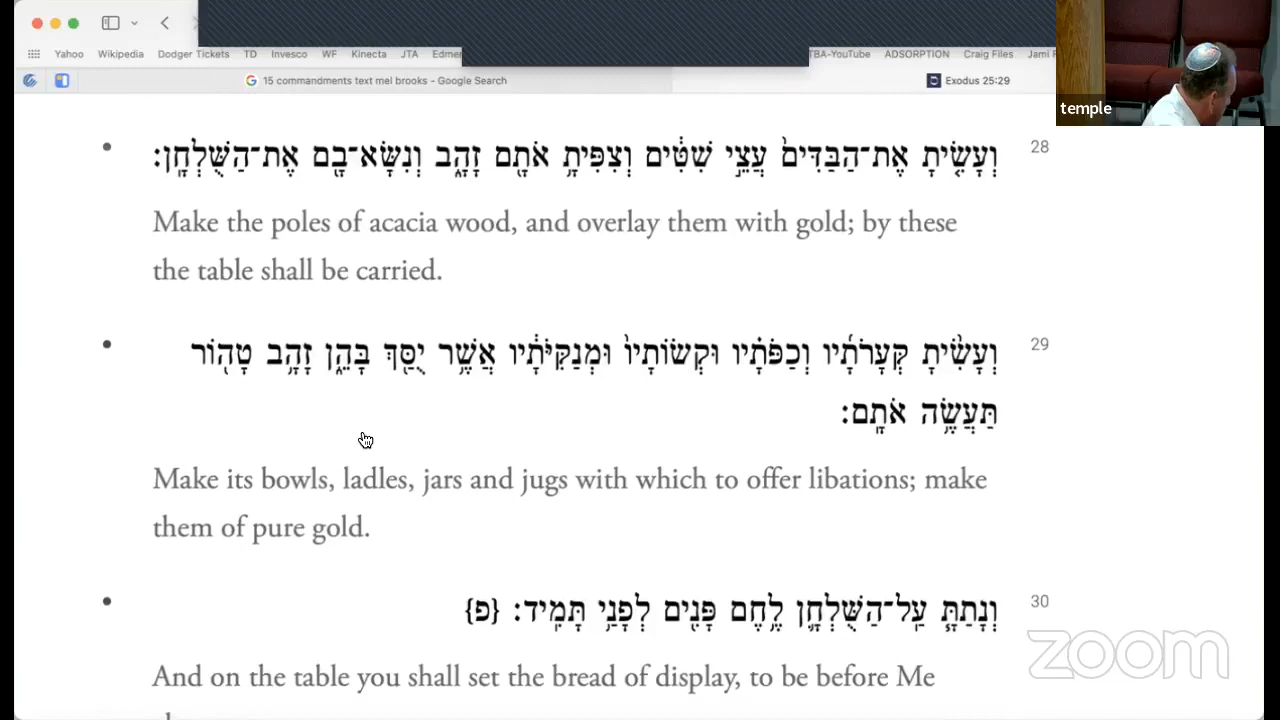 Yahoo Wikipedia Dodger Tickets TD Invesco WF Kinecta JTA TBA-YouTube ADSORPTION Craig Files Jami
15 commandments text mel brooks - Google Search Exodus 25:29
temple
28
וְעָשִׂ֤יתָ אֶת־הַבַּדִּים֙ עֲצֵ֣י שִׁטִּ֔ים וְצִפִּיתָ֥ אֹתָ֖ם זָהָ֑ב וְנִשָּׂא־בָ֖ם אֶת־הַשֻּׁלְחָֽן׃
Make the poles of acacia wood, and overlay them with gold; by these
the table shall be carried.
29
וְעָשִׂ֨יתָ קְּעָרֹתָ֜יו וְכַפֹּתָ֗יו וּקְשׂוֹתָיו֙ וּמְנַקִּיֹּתָ֔יו אֲשֶׁ֥ר יֻסַּ֖ךְ בָּהֵ֑ן זָהָ֥ב טָה֖וֹר
תַּעֲשֶׂ֥ה אֹתָֽם׃
Make its bowls, ladles, jars and jugs with which to offer libations; make
them of pure gold.
30
וְנָתַתָּ֧ עַֽל־הַשֻּׁלְחָ֛ן לֶ֥חֶם פָּנִ֖ים לְפָנַ֥י תָּמִֽיד׃ {פ}
And on the table you shall set the bread of display, to be before Me
zoom